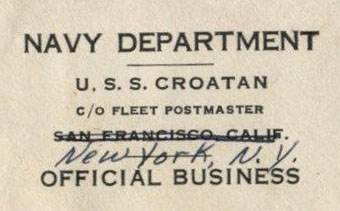 NAVY DEPARTMENT
U. S. S. CROATAN
C/O FLEET POSTMASTER
SAN FRANCISCO, CALIF.
New York, N. Y.
OFFICIAL BUSINESS